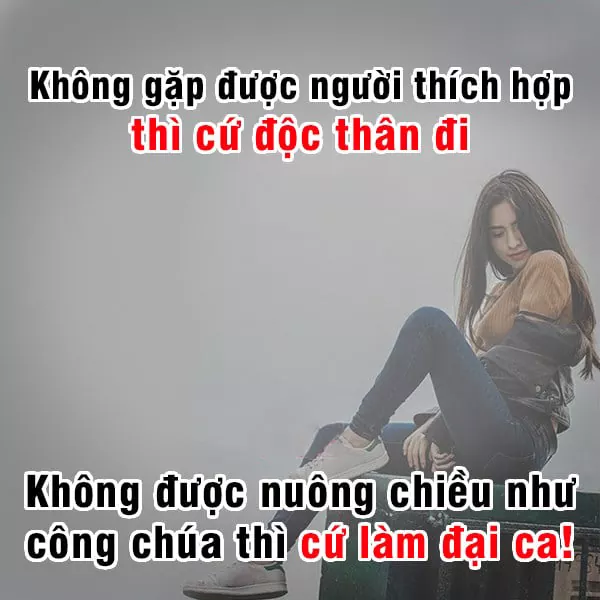 Không gặp được người thích hợp
thì cứ độc thân đi
Không được nuông chiều như
công chúa thì cứ làm đại ca!